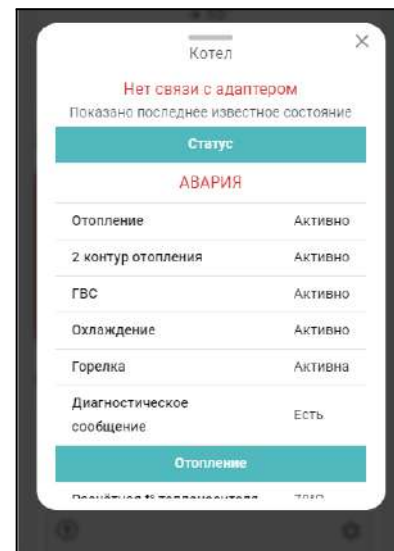 Котел
Нет связи с адаптером
Показано последнее известное состояние
Статус
АВАРИЯ
Отопление Активно
2 контур отопления Активно
ГВС Активно
Охлаждение Активно
Горелка Активна
Диагностическое
сообщение Есть
Отопление